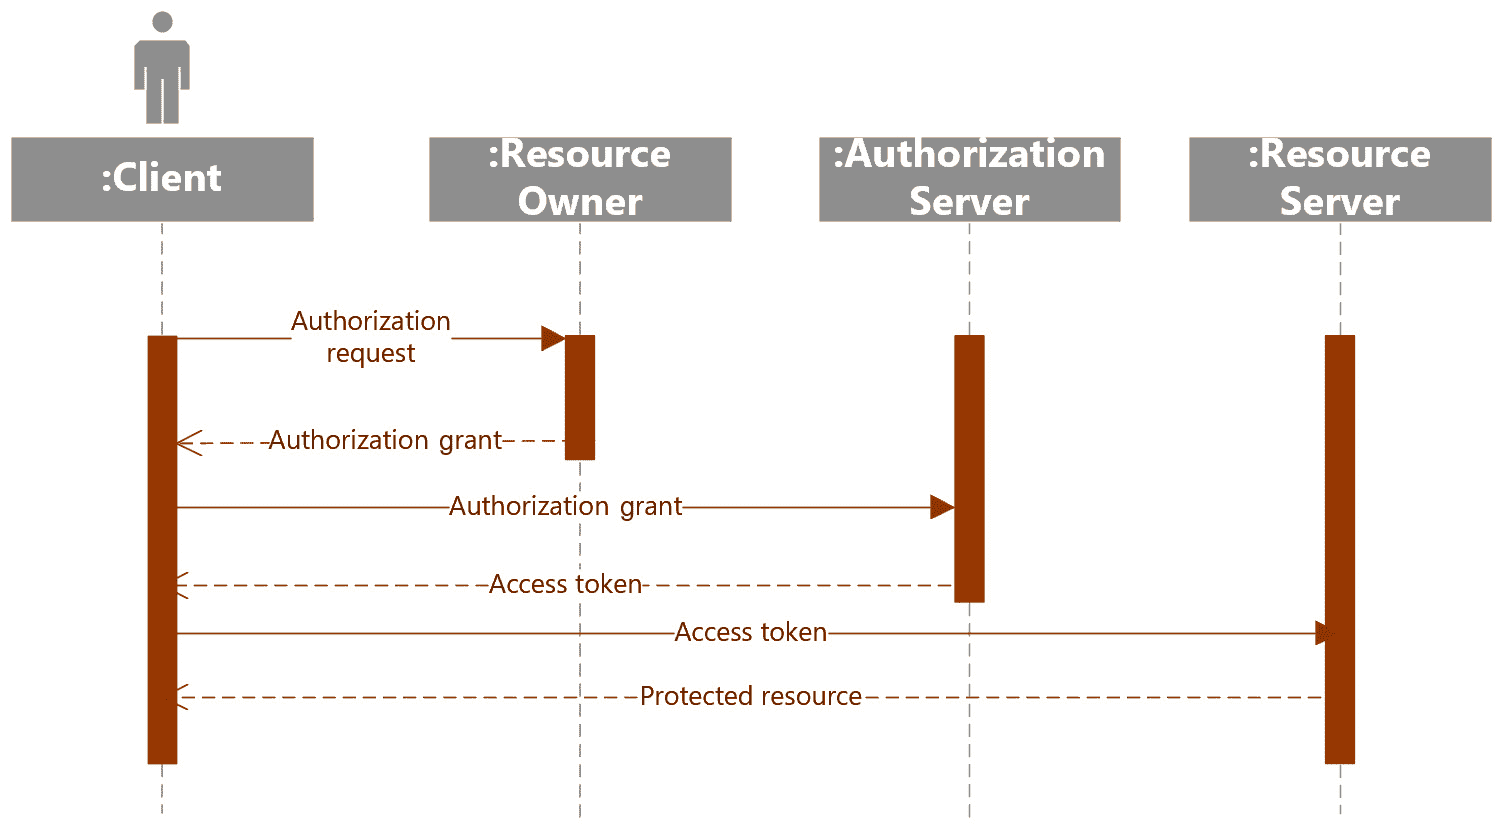 :Client
:Resource
Owner
:Authorization
Server
:Resource
Server
Authorization
request
Authorization grant
Authorization grant
Access token
Access token
Protected resource